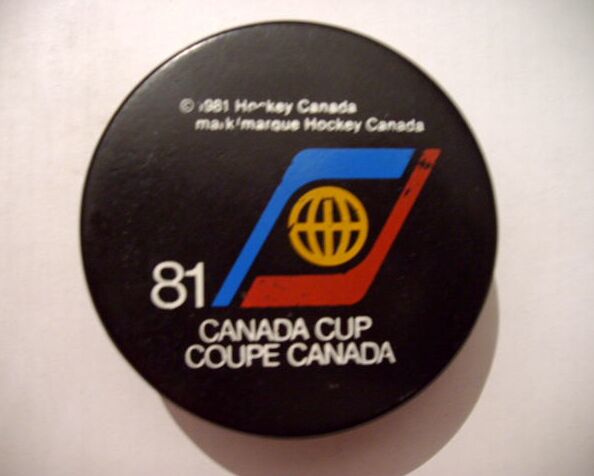 © 1981 Hockey Canada
mark/marque Hockey Canada
81
CANADA CUP
COUPE CANADA